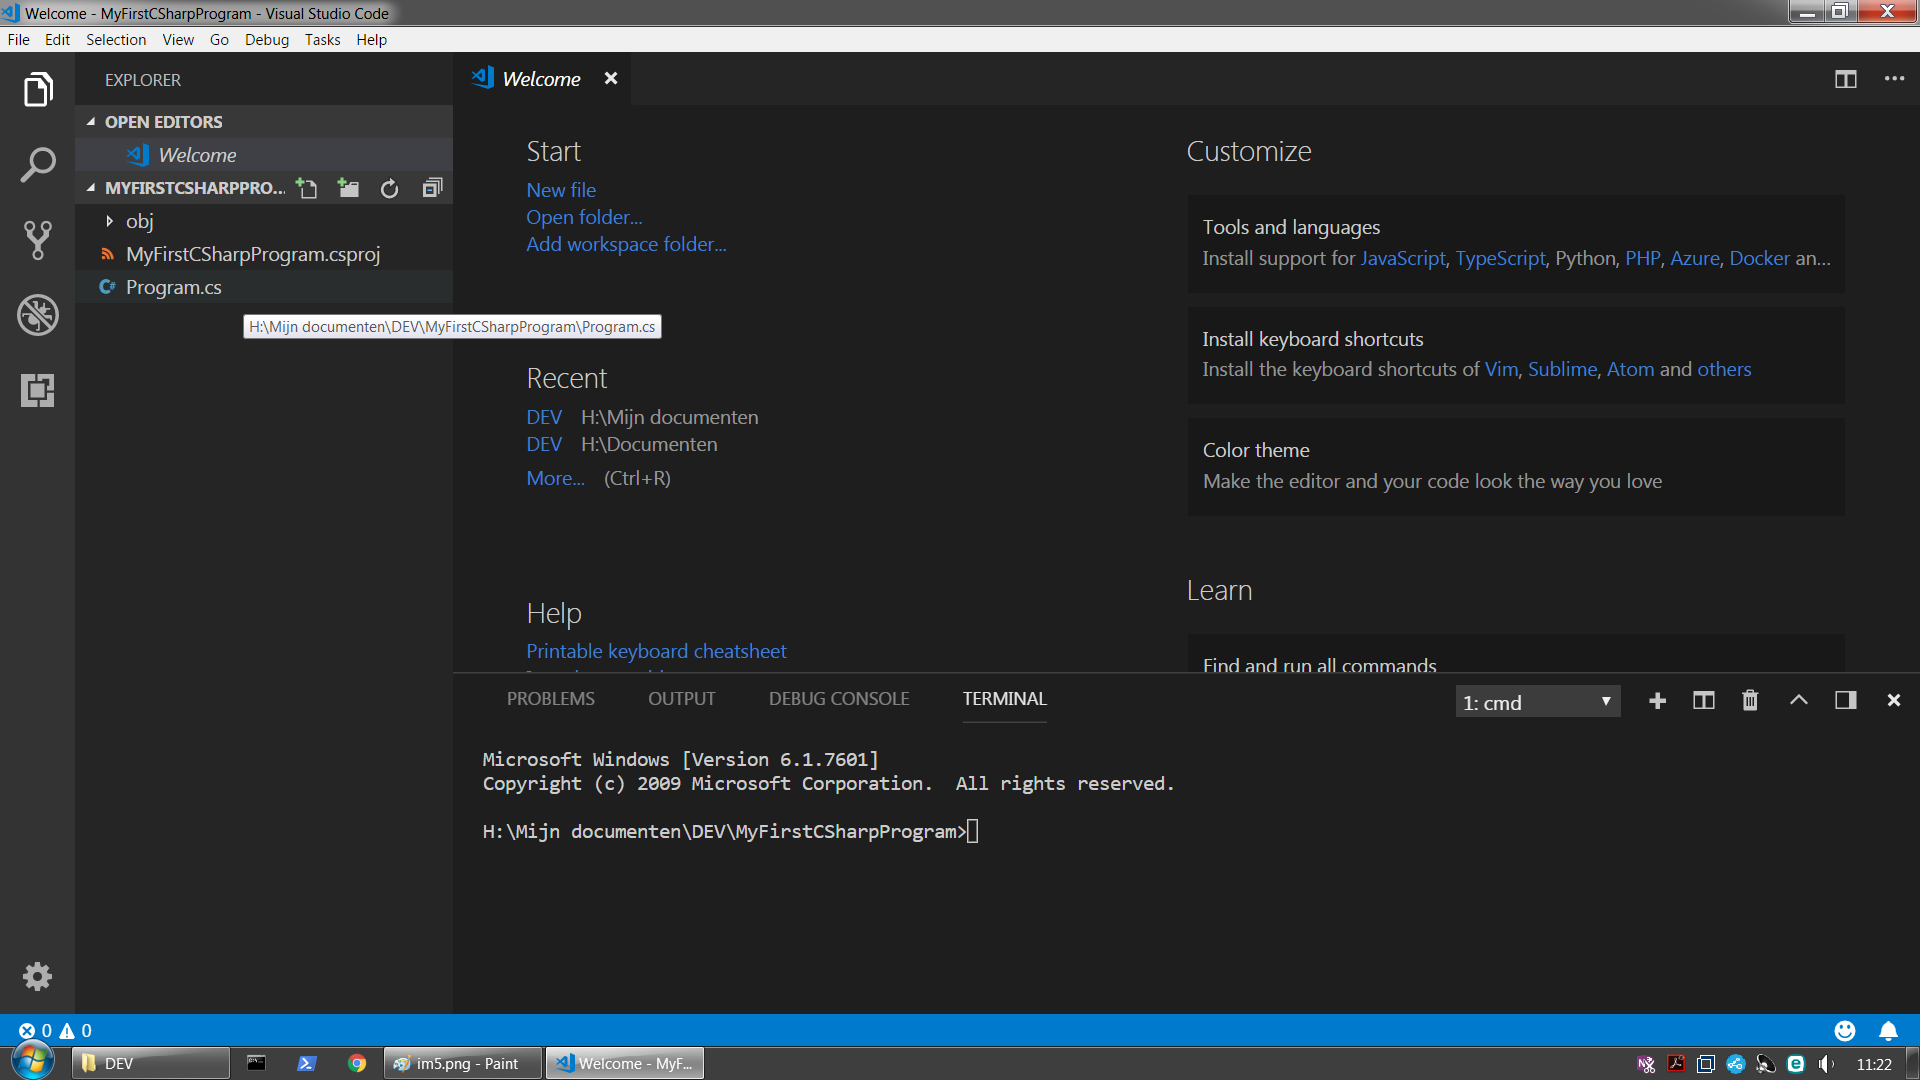 Welcome - MyFirstCSharpProgram - Visual Studio Code
File Edit Selection View Go Debug Tasks Help
EXPLORER
OPEN EDITORS
Welcome
MYFIRSTCSHARPPRO...
obj
MyFirstCSharpProgram.csproj
C# Program.cs
H:\Mijn documenten\DEV\MyFirstCSharpProgram\Program.cs
Welcome
Start
New file
Open folder...
Add workspace folder...
Recent
DEV H:\Mijn documenten
DEV H:\Documenten
More... (Ctrl+R)
Help
Printable keyboard cheatsheet
Customize
Tools and languages
Install support for JavaScript, TypeScript, Python, PHP, Azure, Docker an...
Install keyboard shortcuts
Install the keyboard shortcuts of Vim, Sublime, Atom and others
Color theme
Make the editor and your code look the way you love
Learn
Find and run all commands
PROBLEMS OUTPUT DEBUG CONSOLE TERMINAL
1: cmd
Microsoft Windows [Version 6.1.7601]
Copyright (c) 2009 Microsoft Corporation.  All rights reserved.
H:\Mijn documenten\DEV\MyFirstCSharpProgram>
0 0
DEV
im5.png - Paint
Welcome - MyF...
11:22